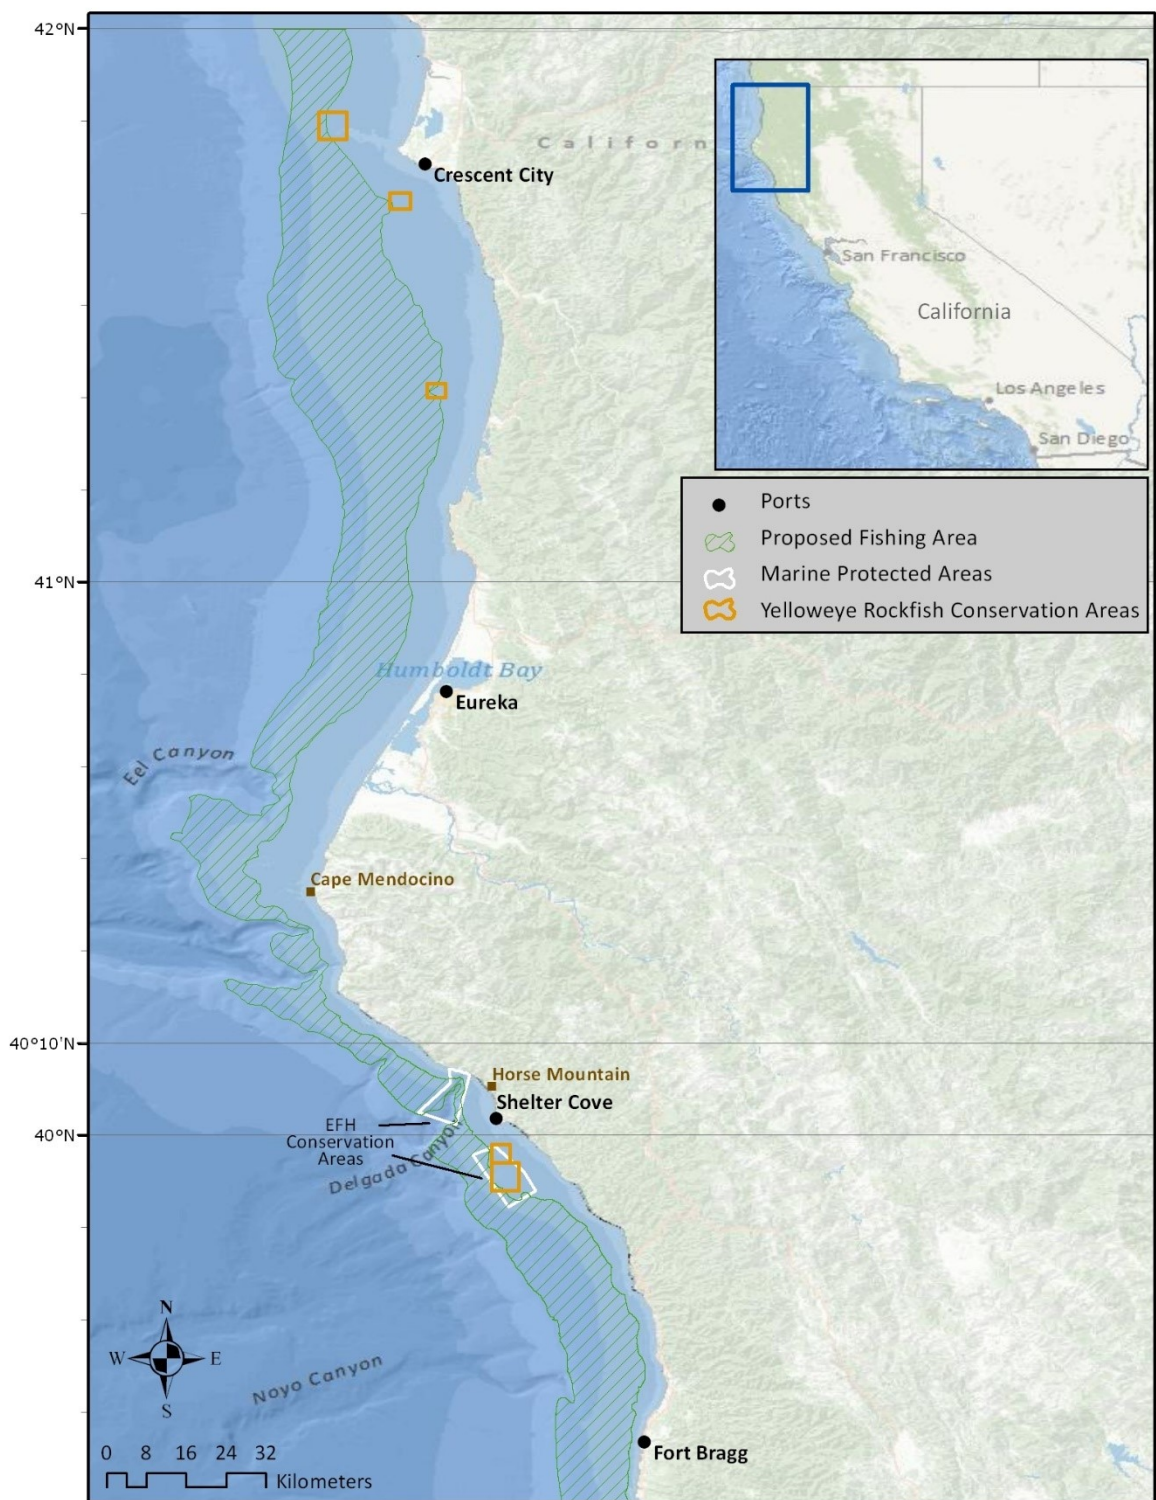 42°N
Californ
Crescent City
San Francisco
California
Los Angeles
San Diego
Ports
Proposed Fishing Area
Marine Protected Areas
Yelloweye Rockfish Conservation Areas
41°N
Humboldt Bay
Eureka
Eel Canyon
Cape Mendocino
40°10'N
Horse Mountain
Shelter Cove
EFH
Conservation
Areas
40°N
Delgada Canyon
N
W E
S
Noyo Canyon
0 8 16 24 32
Kilometers
Fort Bragg